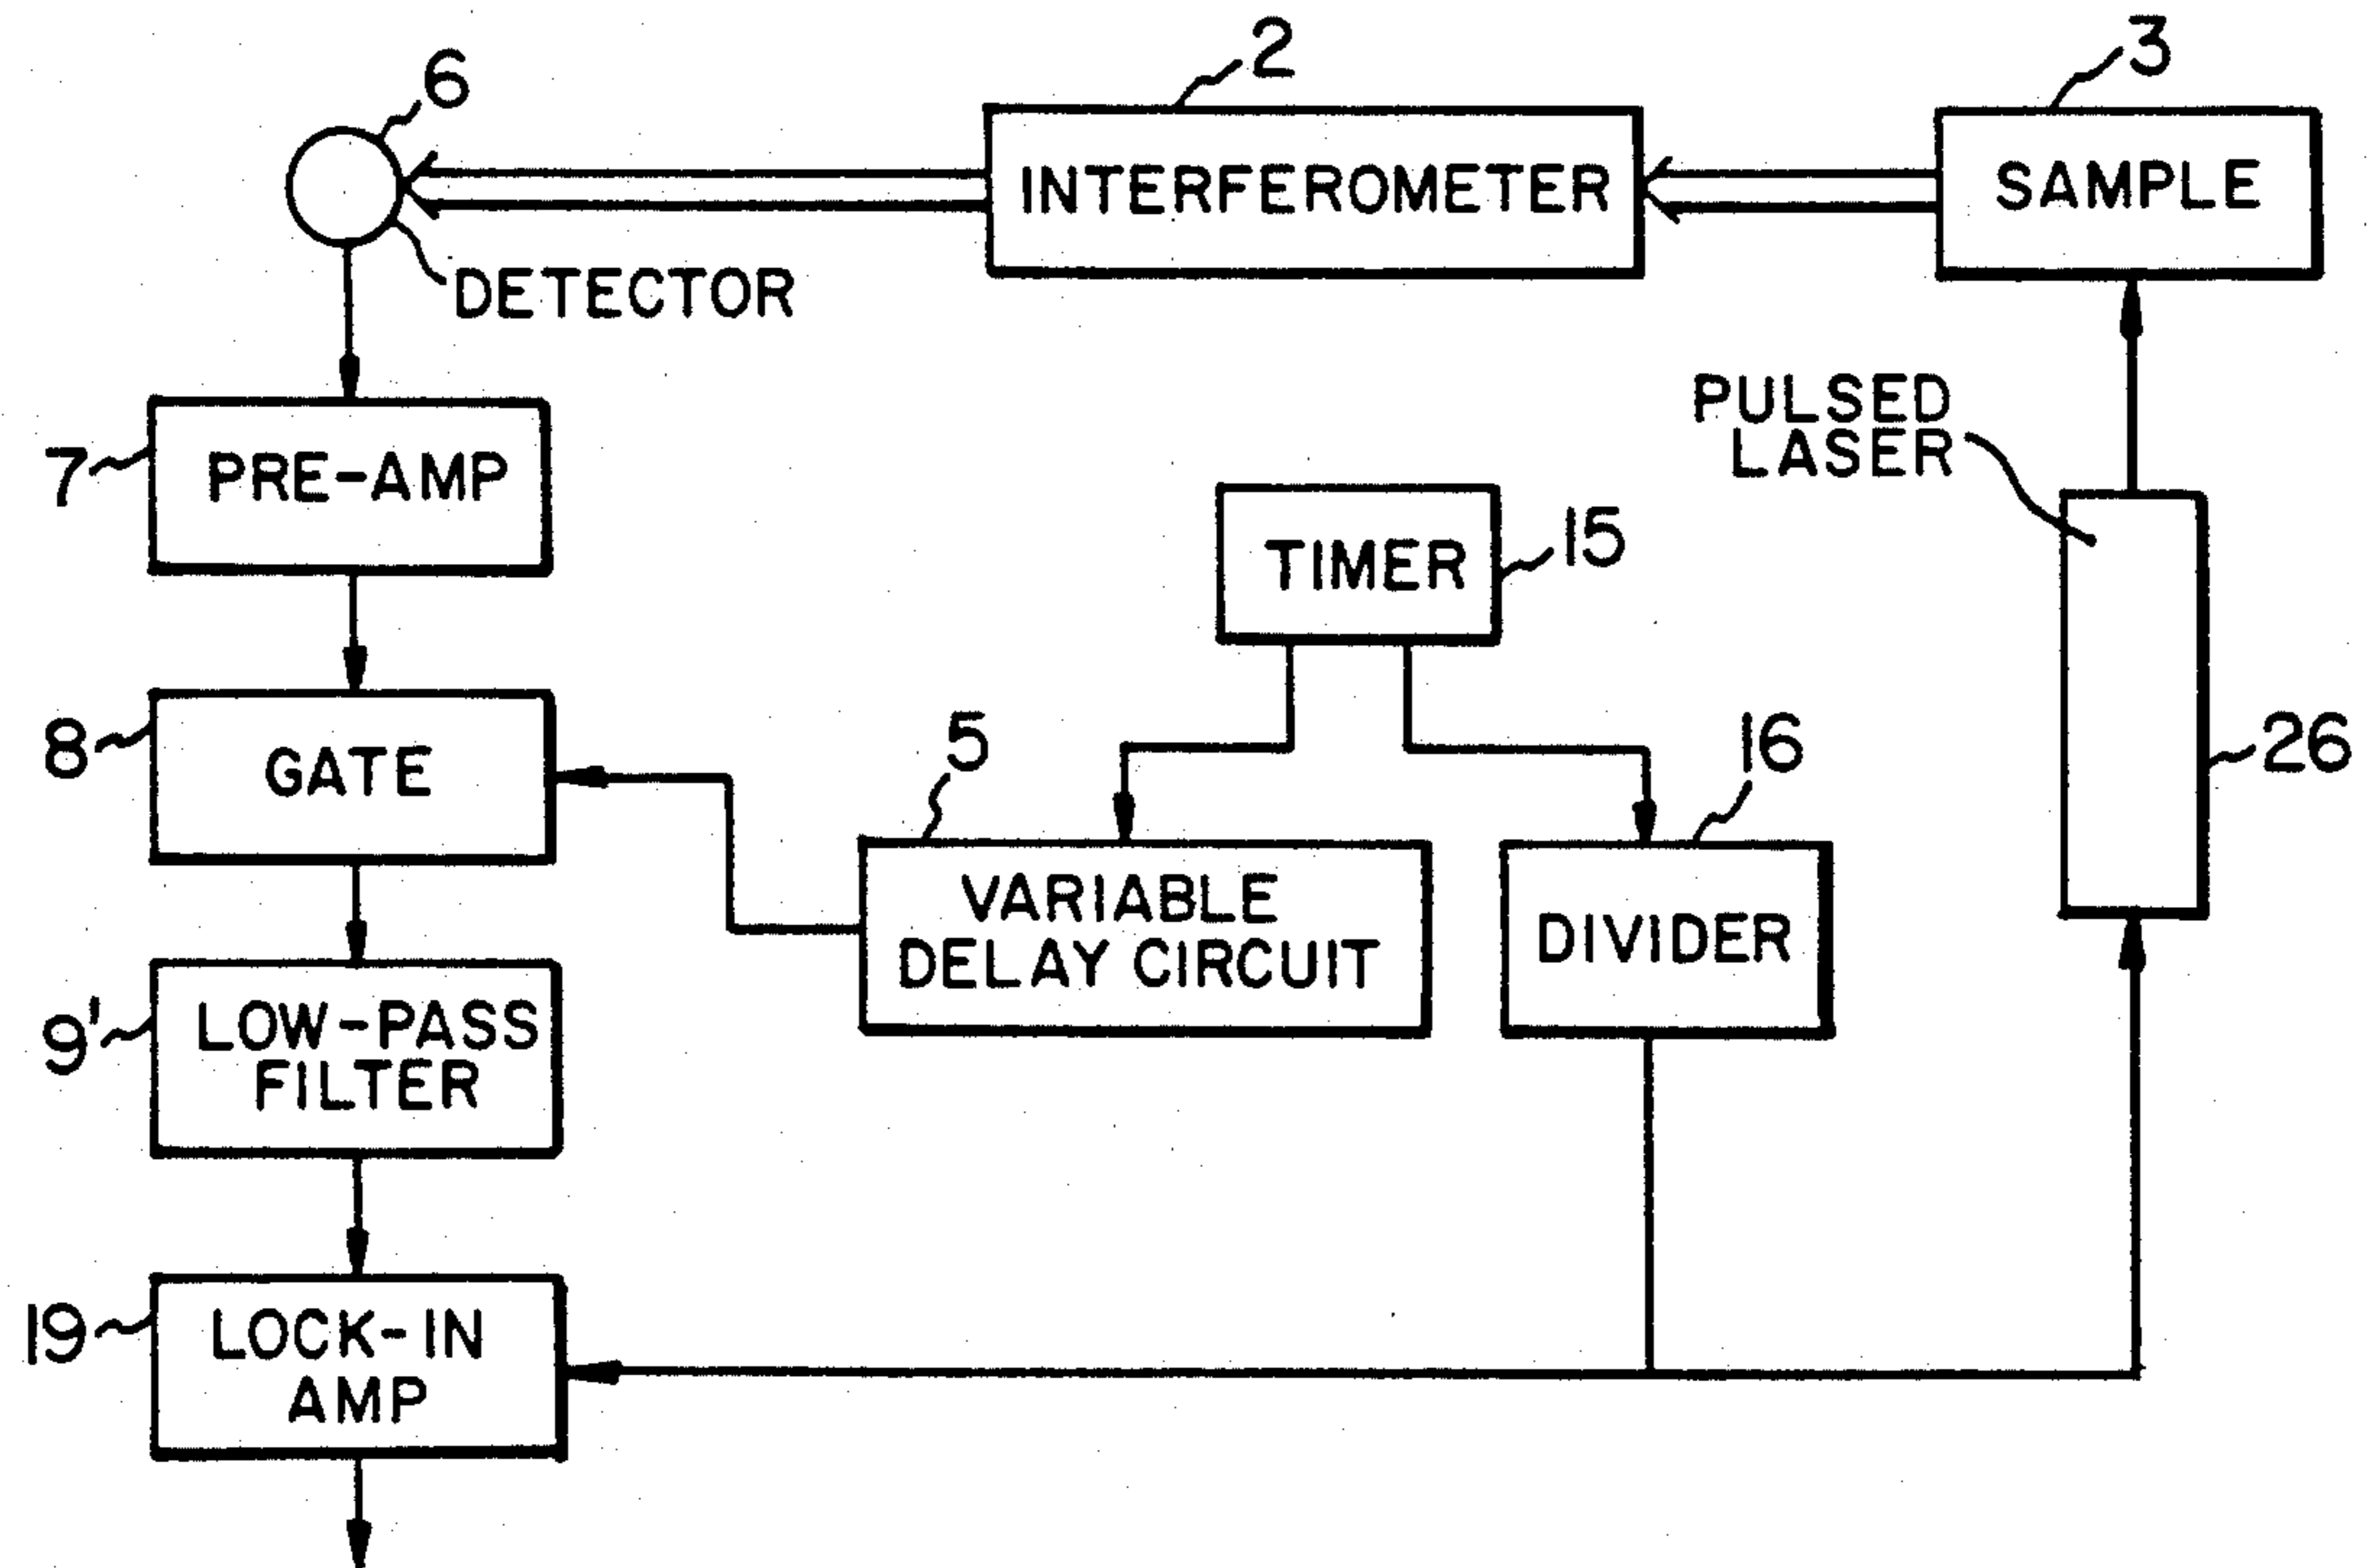 6
2
3
INTERFEROMETER
SAMPLE
DETECTOR
PULSED
LASER
7
PRE-AMP
TIMER
15
8
GATE
5
16
26
VARIABLE
DELAY CIRCUIT
DIVIDER
9'
LOW-PASS
FILTER
19
LOCK-IN
AMP